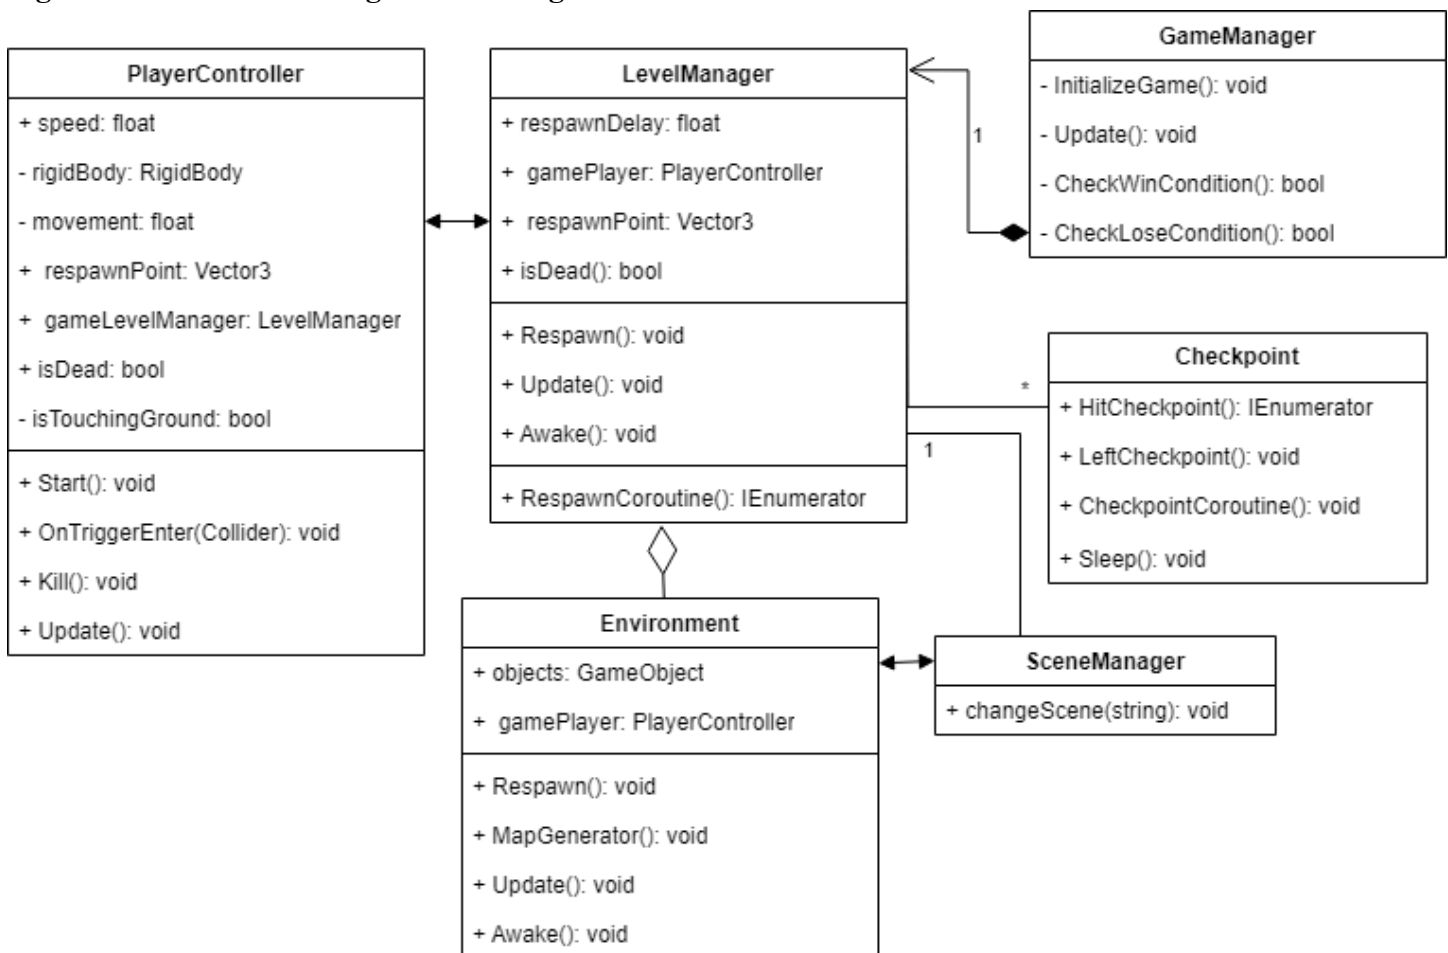 PlayerController
+ speed: float
- rigidBody: RigidBody
- movement: float
+ respawnPoint: Vector3
+ gameLevelManager: LevelManager
+ isDead: bool
- isTouchingGround: bool
+ Start(): void
+ OnTriggerEnter(Collider): void
+ Kill(): void
+ Update(): void
LevelManager
+ respawnDelay: float
+ gamePlayer: PlayerController
+ respawnPoint: Vector3
+ isDead(): bool
+ Respawn(): void
+ Update(): void
+ Awake(): void
+ RespawnCoroutine(): IEnumerator
GameManager
- InitializeGame(): void
- Update(): void
- CheckWinCondition(): bool
- CheckLoseCondition(): bool
1
Checkpoint
+ HitCheckpoint(): IEnumerator
+ LeftCheckpoint(): void
+ CheckpointCoroutine(): void
+ Sleep(): void
*
1
Environment
+ objects: GameObject
+ gamePlayer: PlayerController
+ Respawn(): void
+ MapGenerator(): void
+ Update(): void
+ Awake(): void
SceneManager
+ changeScene(string): void